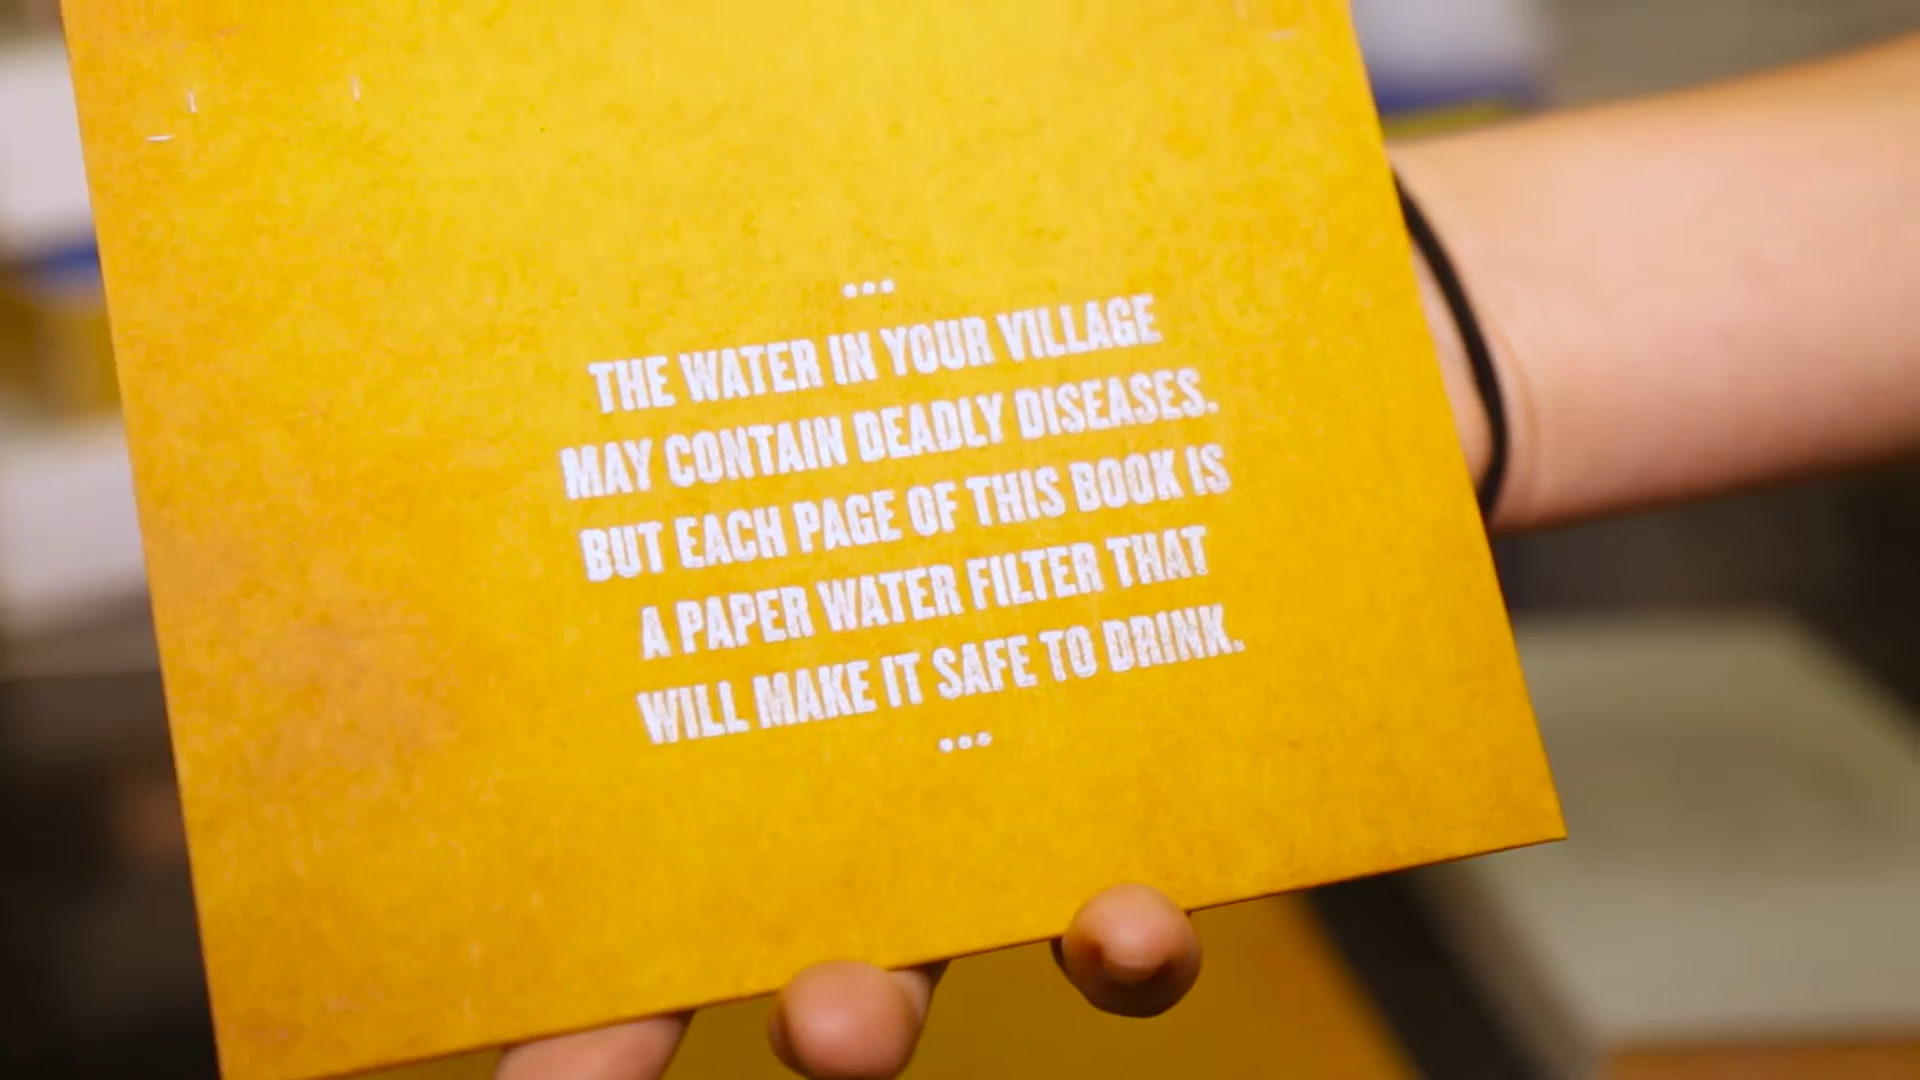 ...
THE WATER IN YOUR VILLAGE
MAY CONTAIN DEADLY DISEASES.
BUT EACH PAGE OF THIS BOOK IS
A PAPER WATER FILTER THAT
WILL MAKE IT SAFE TO DRINK.
...